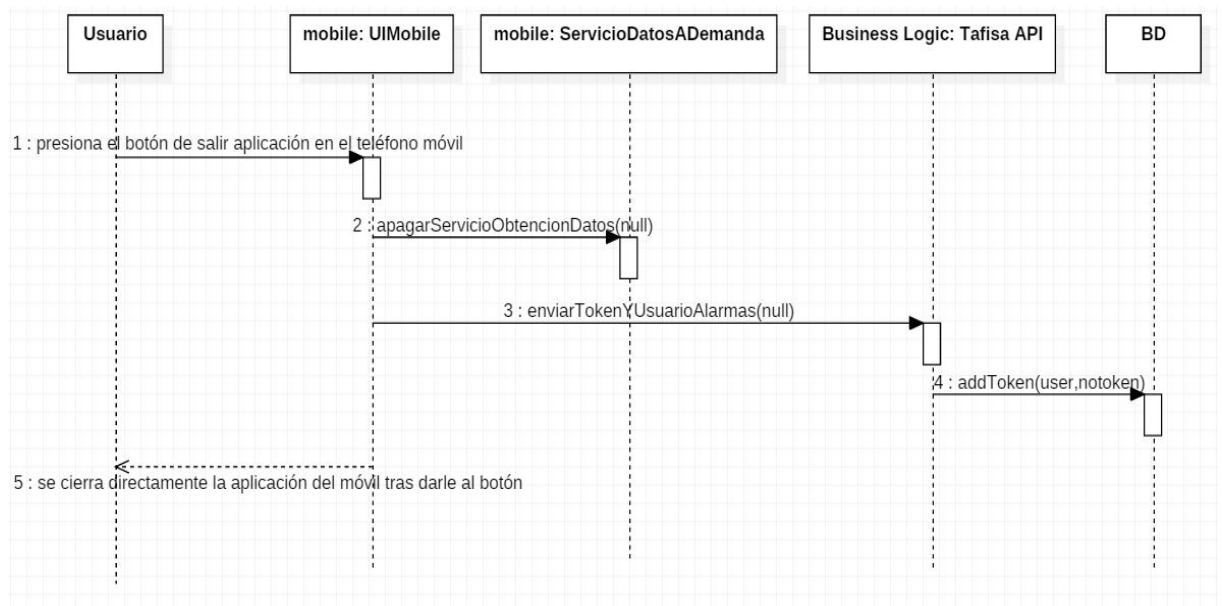 Usuario
mobile: UIMobile
mobile: ServicioDatosADemanda
Business Logic: Tafisa API
BD
1 : presiona el botón de salir aplicación en el teléfono móvil
2 : apagarServicioObtencionDatos(null)
3 : enviarTokenYUsuarioAlarmas(null)
4 : addToken(user,notoken)
5 : se cierra directamente la aplicación del móvil tras darle al botón